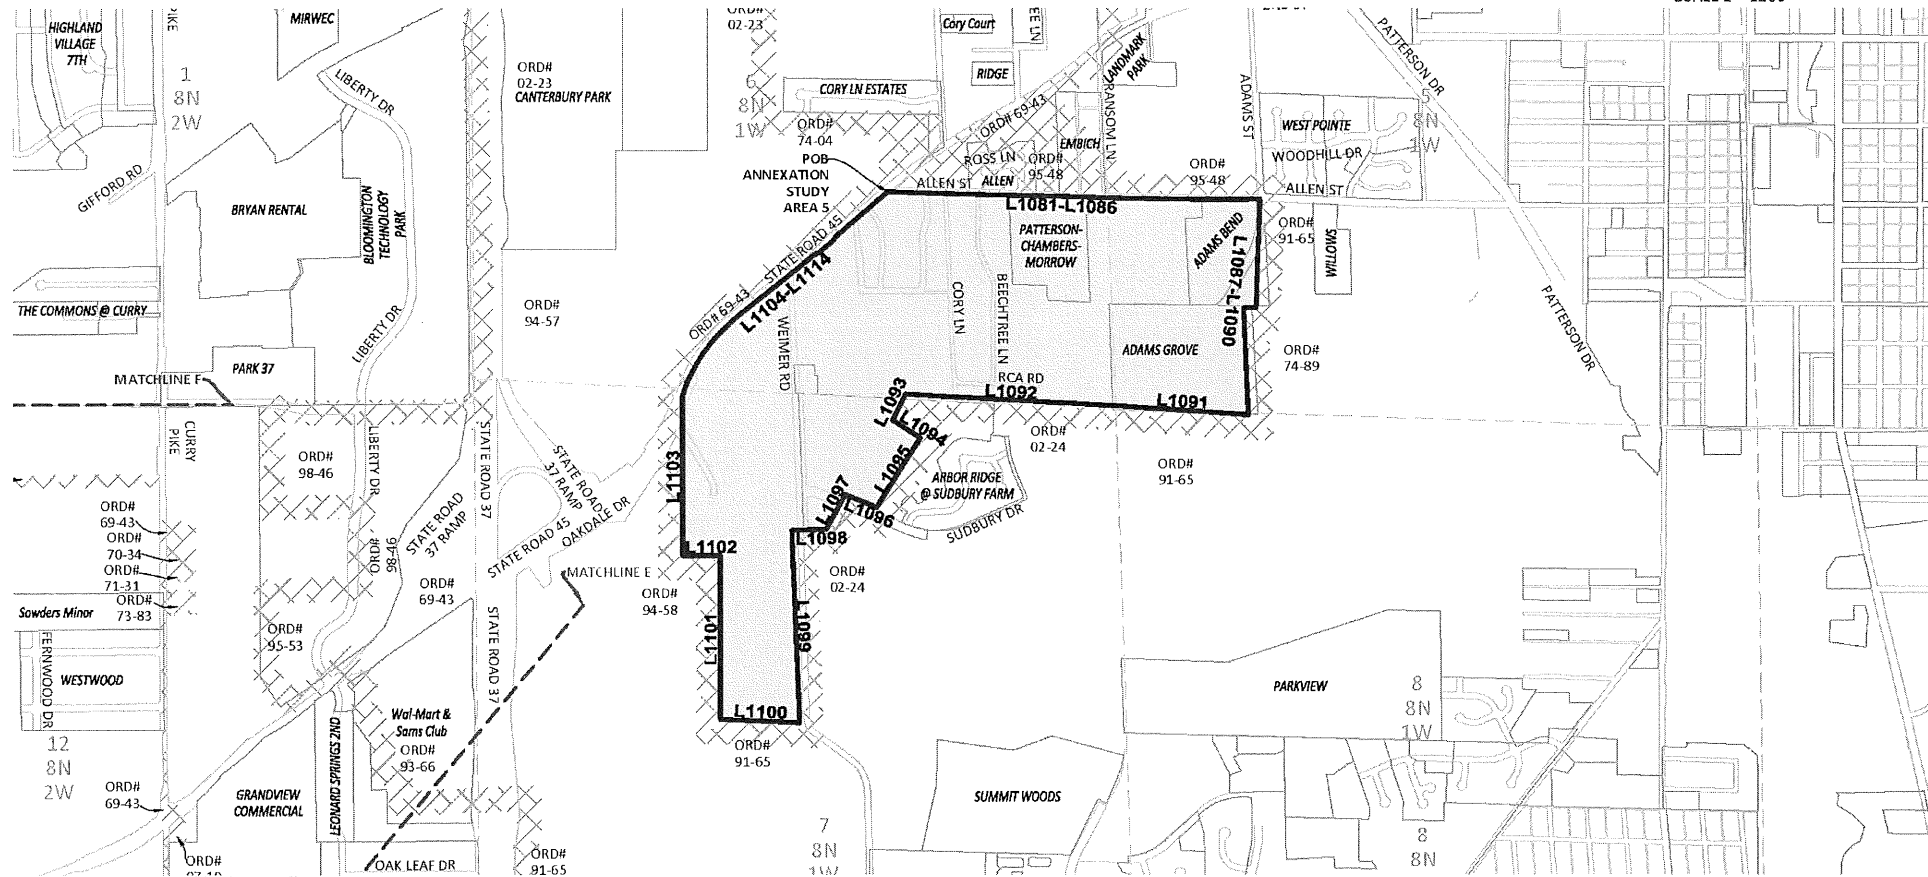 HIGHLAND
VILLAGE
7TH
PIKE
MIRWEC
1
8N
2W
LIBERTY DR
GIFFORD RD
BRYAN RENTAL
BLOOMINGTON
TECHNOLOGY
PARK
THE COMMONS @ CURRY
PARK 37
LIBERTY DR
MATCHLINE F
ORD#
02-23
CANTERBURY PARK
ORD#
02-23
6
8N
1W
CORY LN ESTATES
ORD#
74-04
Cory Court
RIDGE
LANDMARK
PARK
RANSOM LN
ORD# 69-43
EMBICH
ROSS LN
ORD#
95-48
ALLEN
ALLEN ST
POB
ANNEXATION
STUDY
AREA 5
L1081-L1086
ORD#
95-48
ADAMS ST
PATTERSON DR
5
8N
1W
WEST POINTE
WOODHILL DR
ALLEN ST
ORD#
91-65
WILLOWS
PATTERSON-
CHAMBERS-
MORROW
ADAMS BEND
L1087-L1090
STATE ROAD 45
L1104-L1114
ORD# 69-43
ORD#
94-57
WEIMER RD
CORY LN
BEECHTREE LN
ADAMS GROVE
ORD#
74-89
PATTERSON DR
RCA RD
L1092
L1091
L1093
L1094
L1095
L1096
L1097
L1098
ORD#
02-24
ORD#
91-65
ARBOR RIDGE
@ SUDBURY FARM
SUDBURY DR
CURRY
PIKE
LIBERTY DR
ORD#
98-46
STATE ROAD
37 RAMP
STATE ROAD 37
STATE ROAD
37 RAMP
OAKDALE DR
STATE ROAD 45
L1103
L1102
ORD#
69-43
ORD#
70-34
ORD#
71-31
ORD#
73-83
ORD#
98-46
ORD#
69-43
MATCHLINE E
ORD#
94-58
ORD#
02-24
L1101
L1099
L1100
ORD#
91-65
Sowders Minor
FERNWOOD DR
WESTWOOD
ORD#
95-53
STATE ROAD 37
Wal-Mart &
Sams Club
ORD#
93-66
LEONARD SPRINGS 2ND
12
8N
2W
ORD#
69-43
GRANDVIEW
COMMERCIAL
ORD#
OAK LEAF DR
ORD#
91-65
PARKVIEW
8
8N
1W
SUMMIT WOODS
7
8N
1W
8
8N